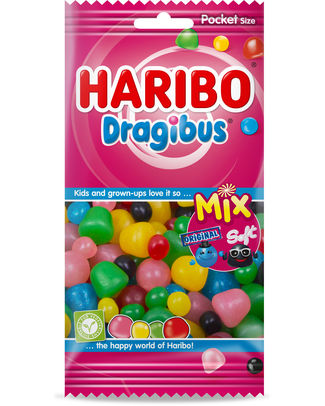 Pocket Size
HARIBO
Dragibus®
Kids and grown-ups love it so ...
MiX
ORIGINAL
Soft
... the happy world of Haribo!